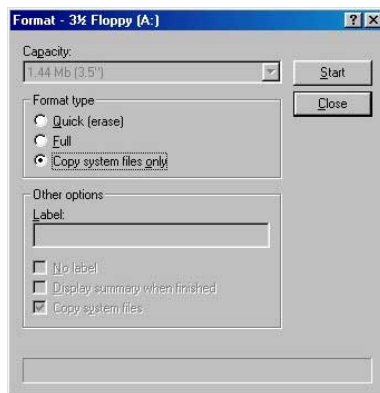 Format - 3½ Floppy (A:)
Capacity:
1.44 Mb (3.5")
Start
Format type
Close
Quick (erase)
Full
Copy system files only
Other options
Label:
No label
Display summary when finished
Copy system files